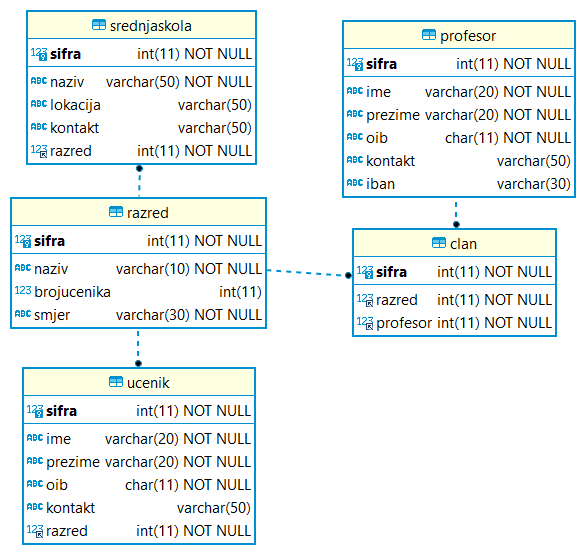 srednjaskola
sifra int(11) NOT NULL
naziv varchar(50) NOT NULL
lokacija varchar(50)
kontakt varchar(50)
razred int(11) NOT NULL
profesor
sifra int(11) NOT NULL
ime varchar(20) NOT NULL
prezime varchar(20) NOT NULL
oib char(11) NOT NULL
kontakt varchar(50)
iban varchar(30)
razred
sifra int(11) NOT NULL
naziv varchar(10) NOT NULL
brojucenika int(11)
smjer varchar(30) NOT NULL
clan
sifra int(11) NOT NULL
razred int(11) NOT NULL
profesor int(11) NOT NULL
ucenik
sifra int(11) NOT NULL
ime varchar(20) NOT NULL
prezime varchar(20) NOT NULL
oib char(11) NOT NULL
kontakt varchar(50)
razred int(11) NOT NULL